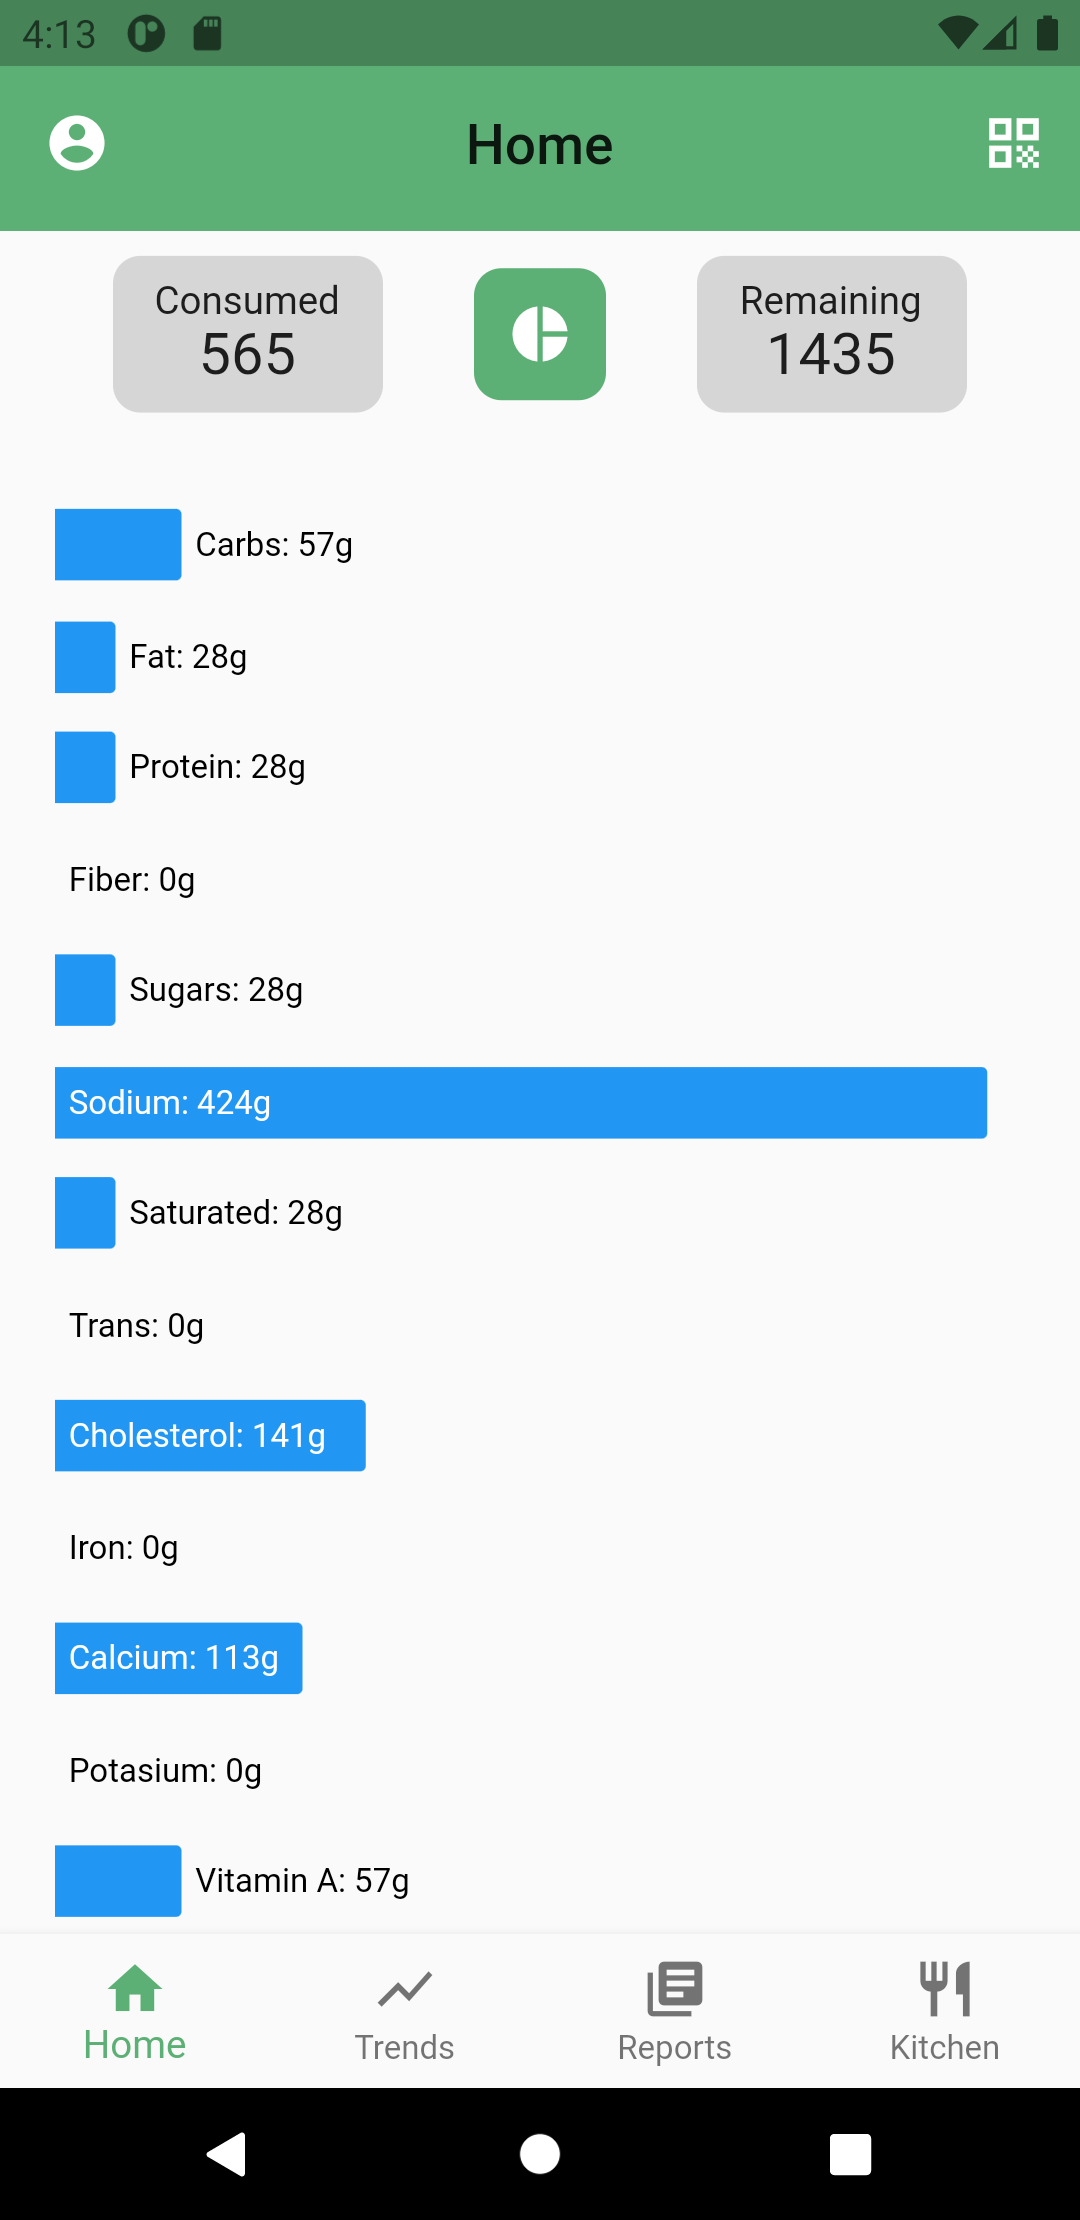 4:13
Home
Consumed
565
Remaining
1435
Carbs: 57g
Fat: 28g
Protein: 28g
Fiber: 0g
Sugars: 28g
Sodium: 424g
Saturated: 28g
Trans: 0g
Cholesterol: 141g
Iron: 0g
Calcium: 113g
Potasium: 0g
Vitamin A: 57g
Home
Trends
Reports
Kitchen